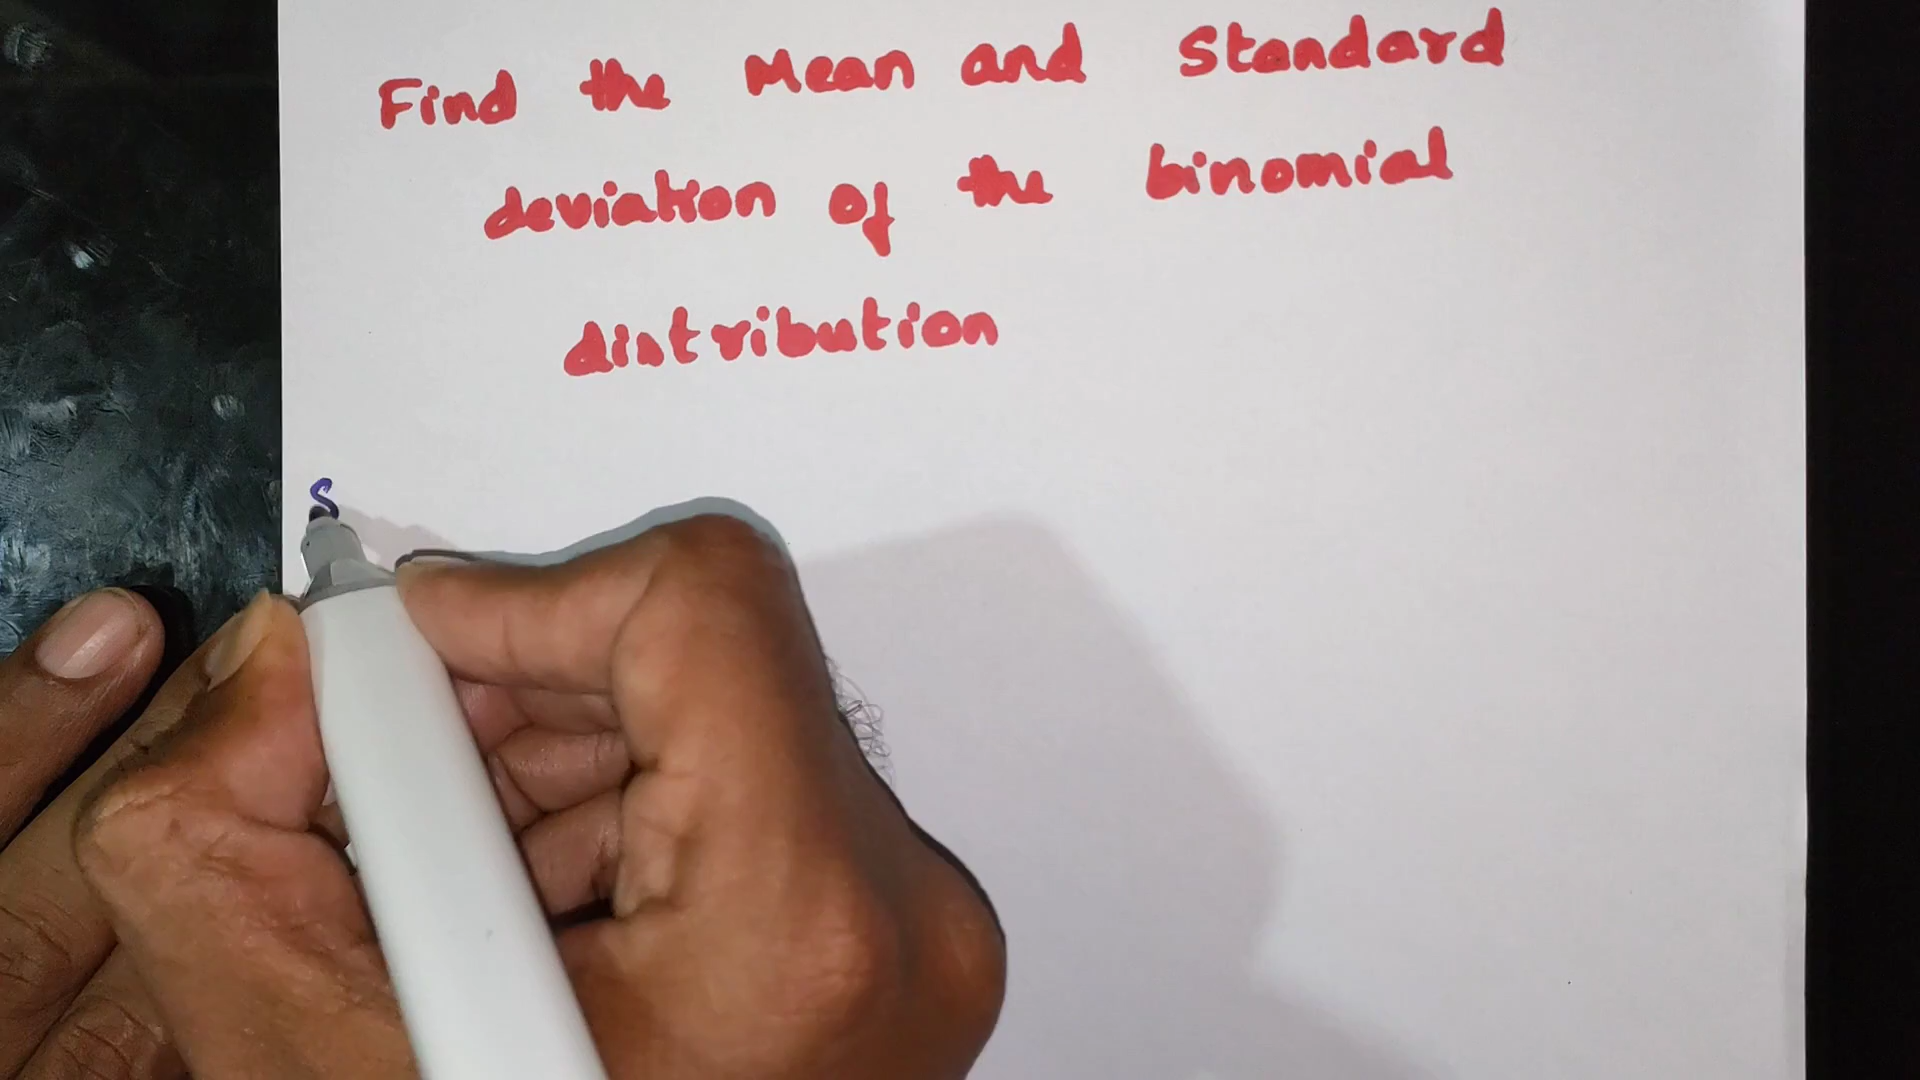 Find the Mean and Standard
deviation of the binomial
distribution
S